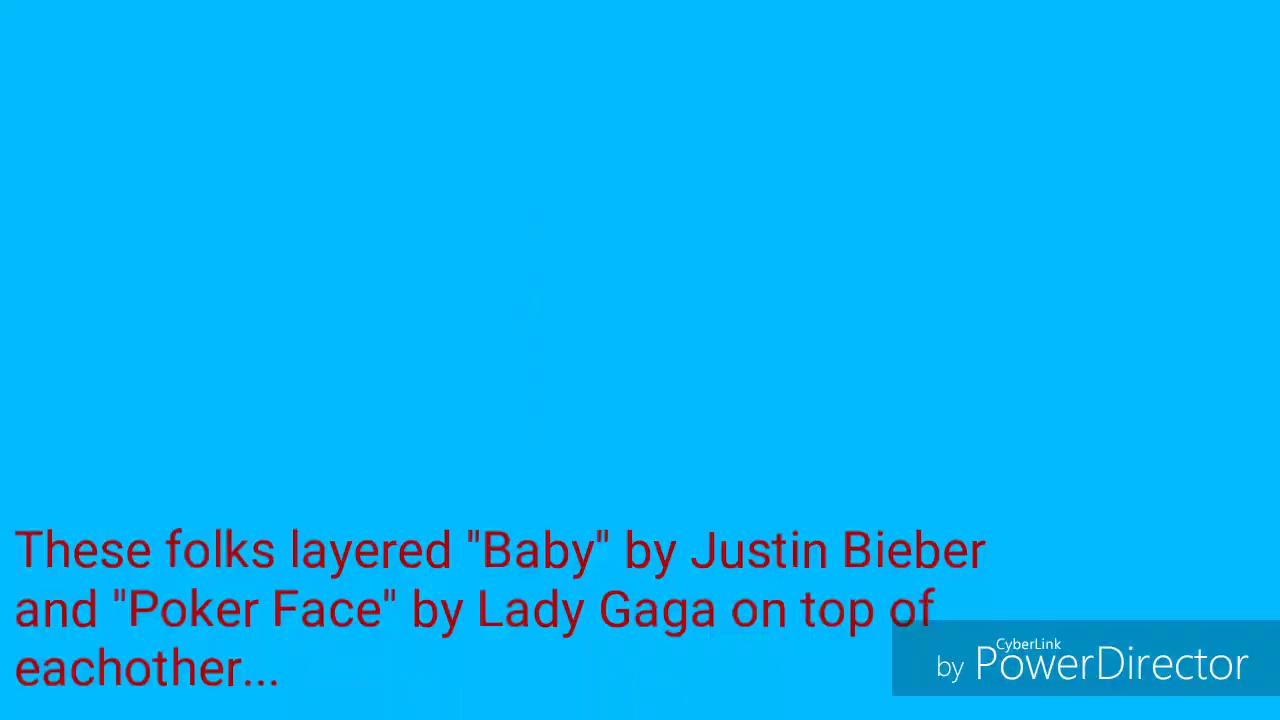 These folks layered "Baby" by Justin Bieber
and "Poker Face" by Lady Gaga on top of
eachother...
CyberLink
by PowerDirector